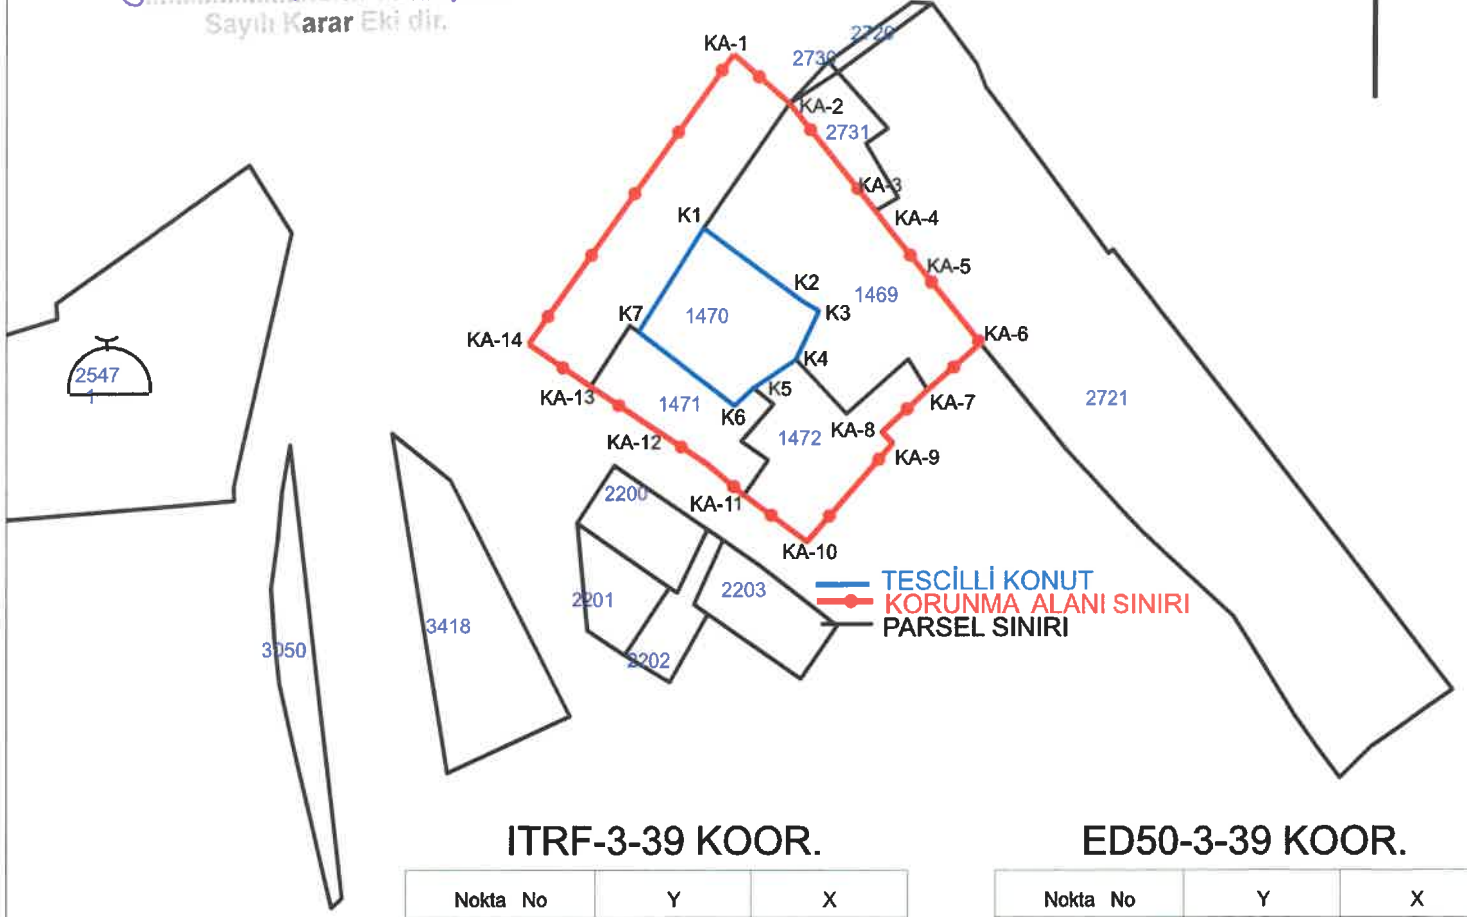 Sayılı Karar Eki dir.
2729
KA-1
2730
KA-2
2731
KA-3
K1
KA-4
KA-5
K2
1469
1470
K3
K7
KA-14
KA-6
K4
2547
1
K5
KA-13
1471
K6
KA-7
2721
KA-8
1472
KA-12
KA-9
2200
KA-11
KA-10
TESCİLLİ KONUT
2201
2203
KORUNMA ALANI SINIRI
3418
PARSEL SINIRI
3050
2202
ITRF-3-39 KOOR.
ED50-3-39 KOOR.
Nokta No Y X
Nokta No Y X